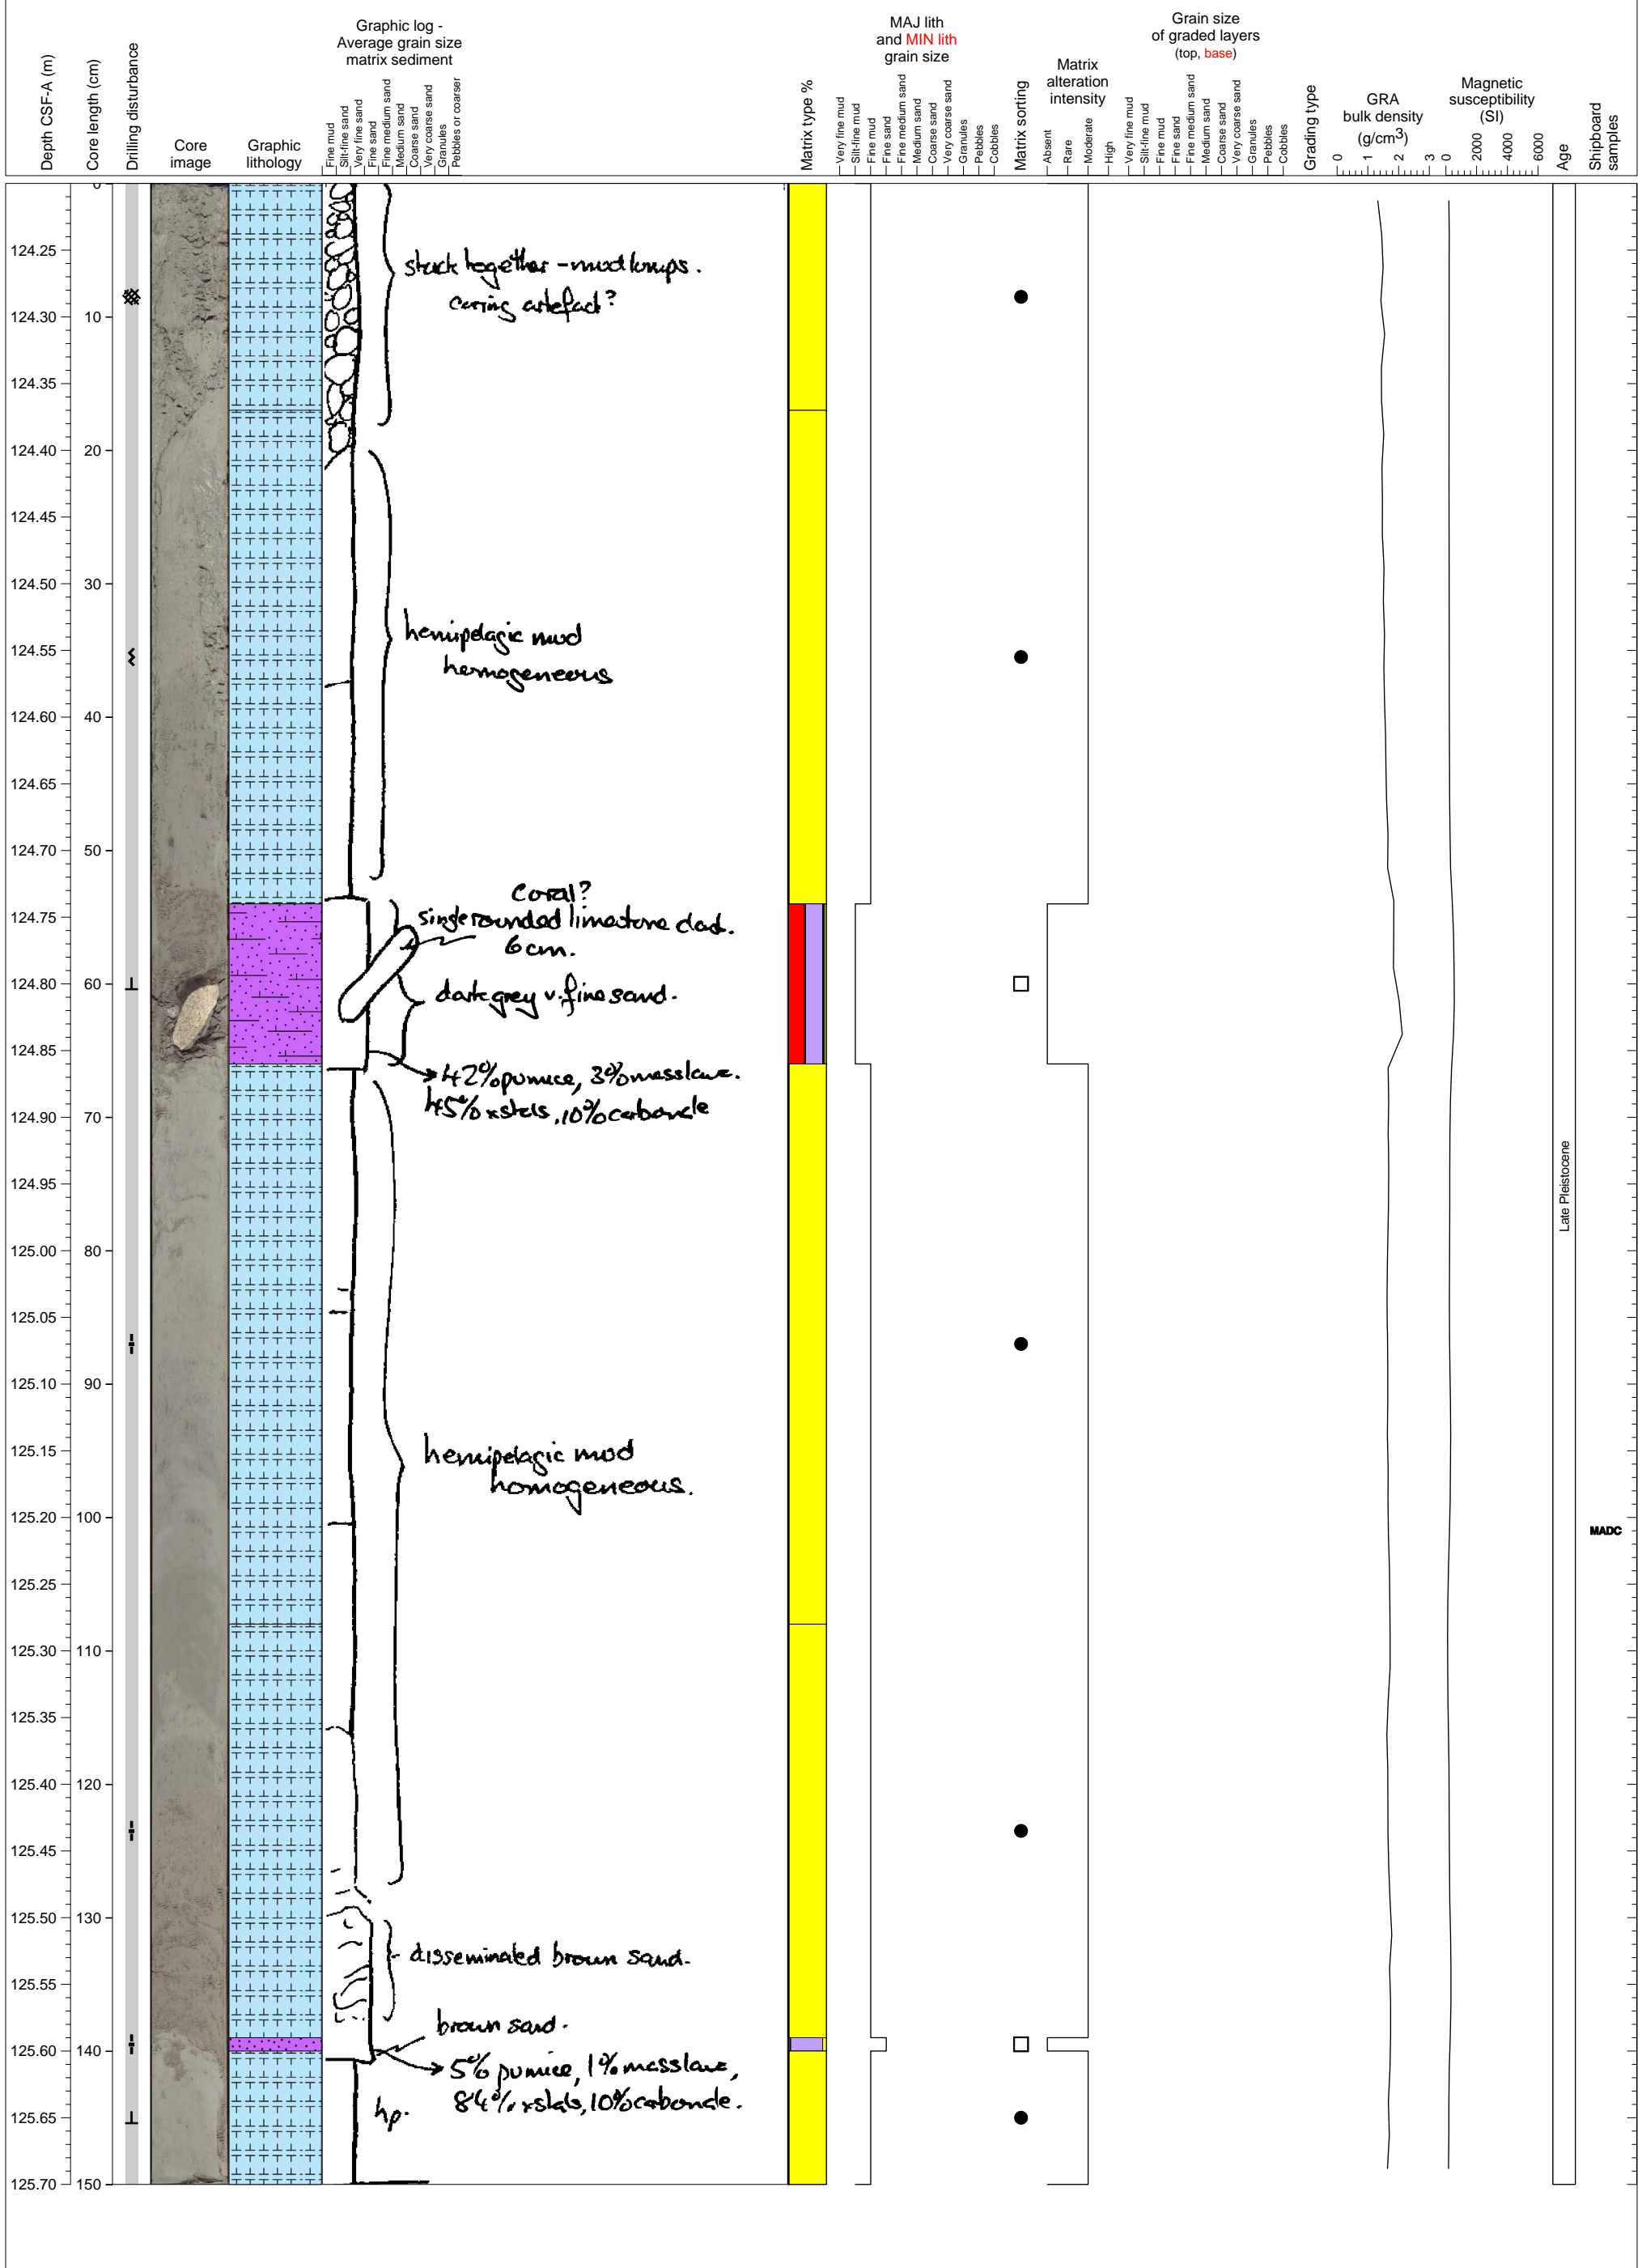 Depth CSF-A (m)
Core length (cm)
Drilling disturbance
Core
image
Graphic
lithology
Graphic log -
Average grain size
matrix sediment
Fine mud
Silt-fine sand
Very fine sand
Fine sand
Fine medium sand
Medium sand
Coarse sand
Very coarse sand
Granules
Pebbles or coarser
Matrix type %
MAJ lith
and MIN lith
grain size
Very fine mud
Silt-fine mud
Fine mud
Fine sand
Fine medium sand
Medium sand
Coarse sand
Very coarse sand
Granules
Pebbles
Cobbles
Matrix sorting
Matrix
alteration
intensity
Absent
Rare
Moderate
High
Grain size
of graded layers
(top, base)
Very fine mud
Silt-fine mud
Fine mud
Fine sand
Fine medium sand
Medium sand
Coarse sand
Very coarse sand
Granules
Pebbles
Cobbles
Grading type
GRA
bulk density
(g/cm3)
0 1 2 3
Magnetic
susceptibility
(SI)
0 2000 4000 6000
Age
Shipboard
samples
0
124.25
124.30 10
124.35
124.40 20
124.45
124.50 30
124.55
124.60 40
124.65
124.70 50
124.75
124.80 60
124.85
124.90 70
124.95
125.00 80
125.05
125.10 90
125.15
125.20 100
125.25
125.30 110
125.35
125.40 120
125.45
125.50 130
125.55
125.60 140
125.65
125.70 150
stuck together - mud lumps.
coring artefact?
hemipelagic mud
homogeneous
Coral?
single rounded limestone clast.
6cm.
dark grey v. fine sand.
42% pumice, 3% masslava.
45% xstals, 10% carbonate
hemipelagic mud
homogeneous.
disseminated brown sand.
brown sand.
5% pumice, 1% masslava,
84% xstals, 10% carbonate.
hp.
Late Pleistocene
MADC